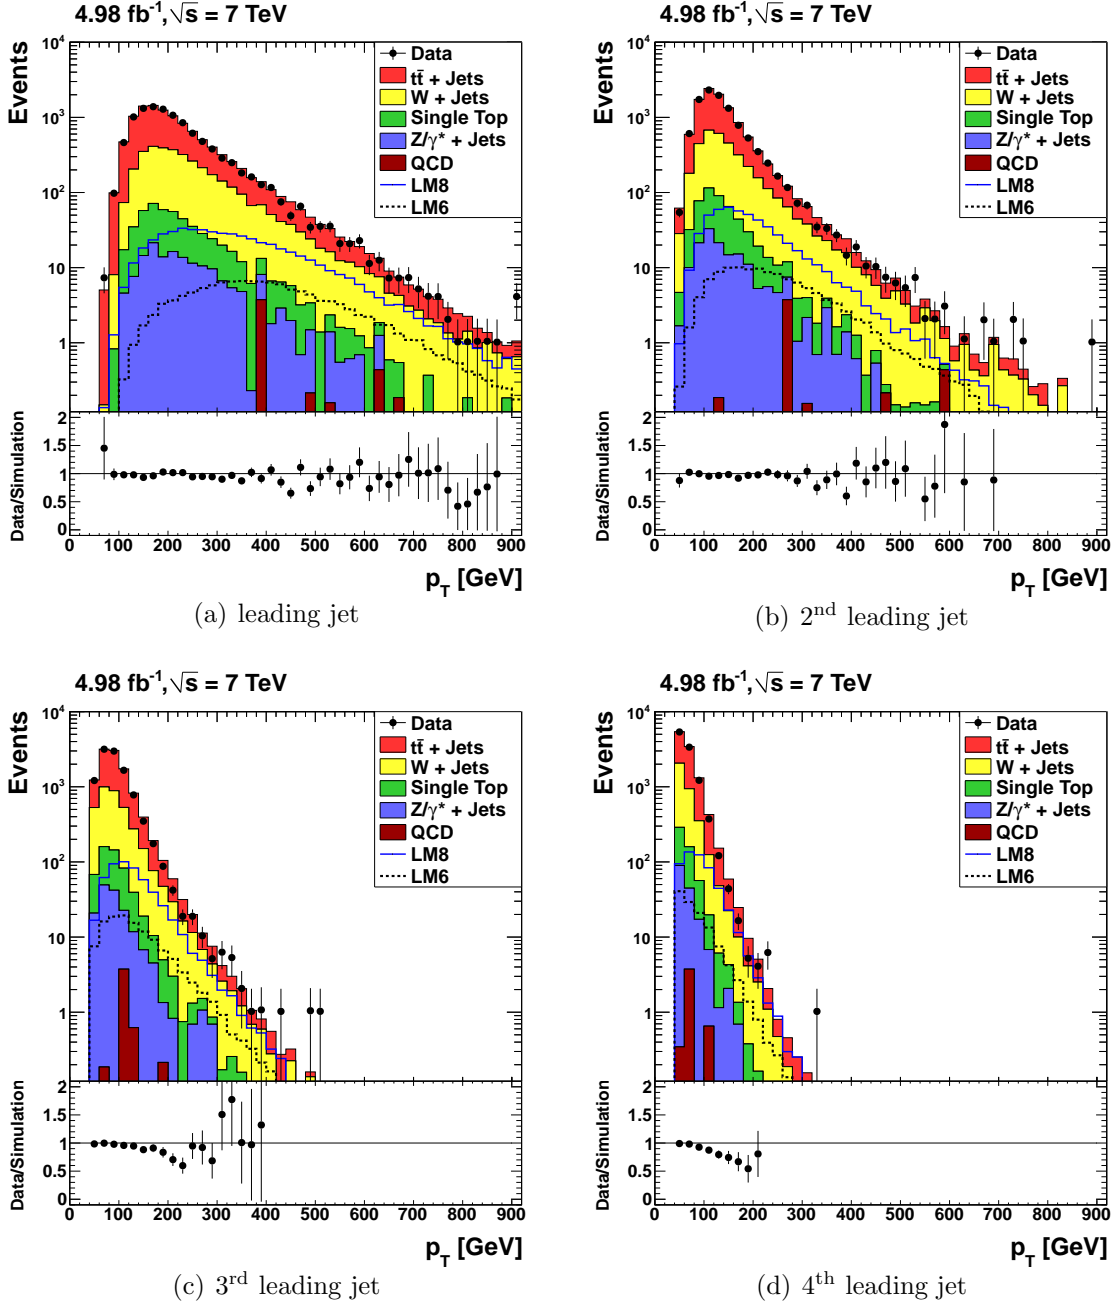 4.98 fb⁻¹, √s = 7 TeV
Events
10⁴
10³
10²
10
1
Data
tt̄ + Jets
W + Jets
Single Top
Z/γ* + Jets
QCD
LM8
LM6
Data/Simulation
2
1.5
1
0.5
0
0 100 200 300 400 500 600 700 800 900
p_T [GeV]
(a) leading jet
4.98 fb⁻¹, √s = 7 TeV
Events
10⁴
10³
10²
10
1
Data
tt̄ + Jets
W + Jets
Single Top
Z/γ* + Jets
QCD
LM8
LM6
Data/Simulation
2
1.5
1
0.5
0
0 100 200 300 400 500 600 700 800 900
p_T [GeV]
(b) 2ⁿᵈ leading jet
4.98 fb⁻¹, √s = 7 TeV
Events
10⁴
10³
10²
10
1
Data
tt̄ + Jets
W + Jets
Single Top
Z/γ* + Jets
QCD
LM8
LM6
Data/Simulation
2
1.5
1
0.5
0
0 100 200 300 400 500 600 700 800 900
p_T [GeV]
(c) 3ʳᵈ leading jet
4.98 fb⁻¹, √s = 7 TeV
Events
10⁴
10³
10²
10
1
Data
tt̄ + Jets
W + Jets
Single Top
Z/γ* + Jets
QCD
LM8
LM6
Data/Simulation
2
1.5
1
0.5
0
0 100 200 300 400 500 600 700 800 900
p_T [GeV]
(d) 4ᵗʰ leading jet